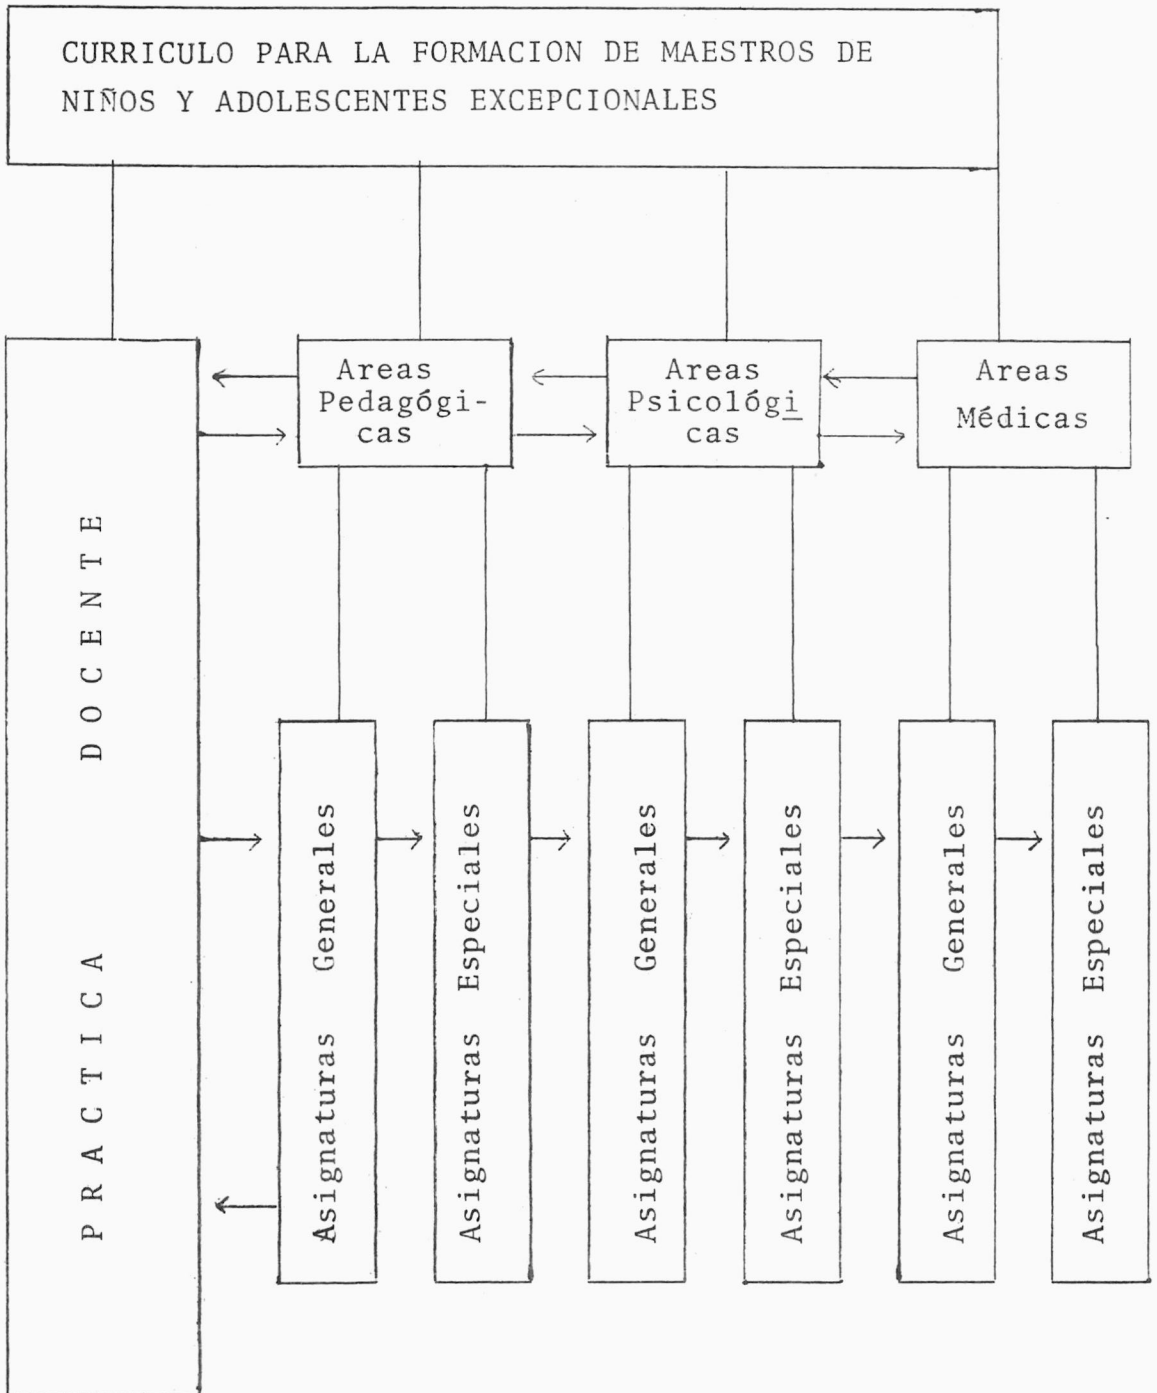 CURRICULO PARA LA FORMACION DE MAESTROS DE
NIÑOS Y ADOLESCENTES EXCEPCIONALES
Areas
Pedagógi-
cas
Areas
Psicológi
cas
Areas
Médicas
PRACTICA DOCENTE
Asignaturas Generales
Asignaturas Especiales
Asignaturas Generales
Asignaturas Especiales
Asignaturas Generales
Asignaturas Especiales